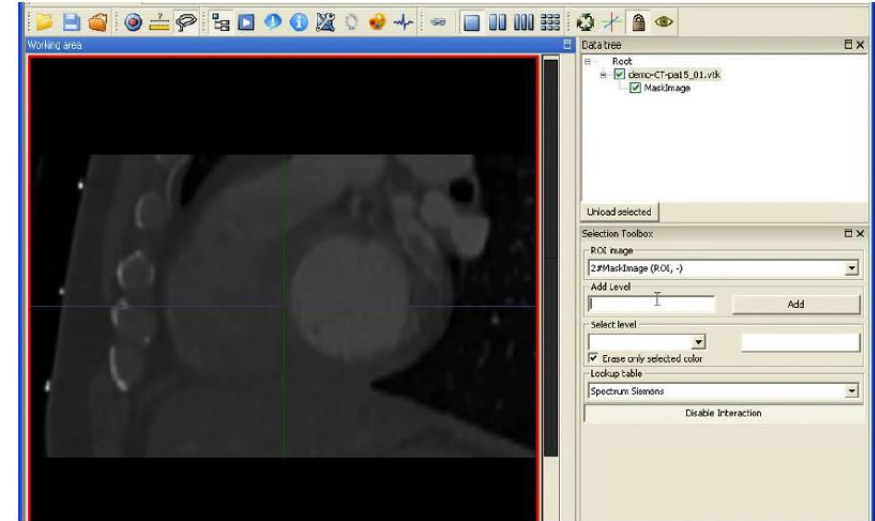 Working area
Data tree
Root
demo-CT-pat5_01.vtk
MaskImage
Unload selected
Selection Toolbox
ROI image
2#MaskImage (ROI, -)
Add Level
Add
Select level
Erase only selected color
Lookup table
Spectrum Siemens
Disable Interaction